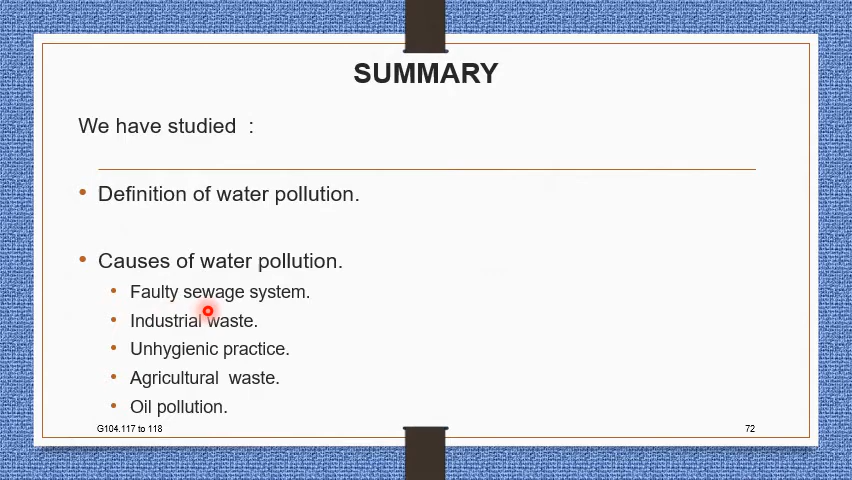 SUMMARY
We have studied :
• Definition of water pollution.
• Causes of water pollution.
• Faulty sewage system.
• Industrial waste.
• Unhygienic practice.
• Agricultural waste.
• Oil pollution.
G104.117 to 118
72